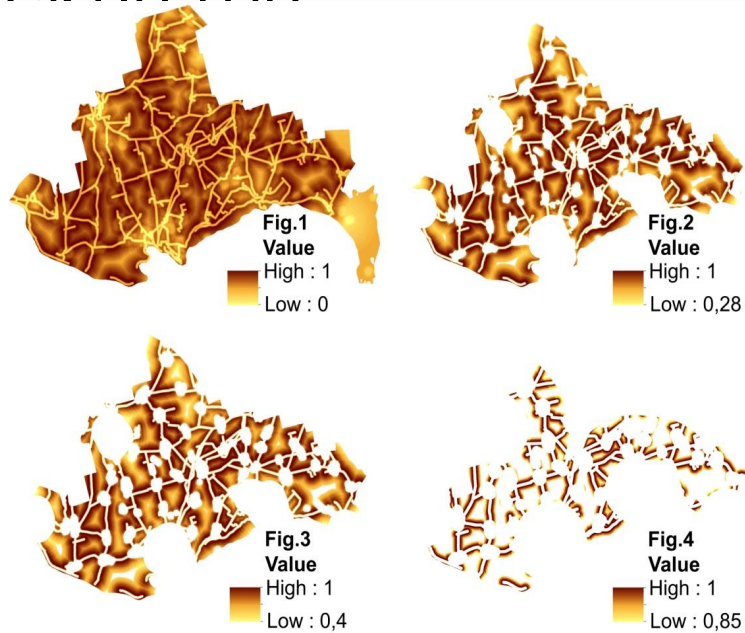 Fig.1
Value
High : 1
Low : 0
Fig.2
Value
High : 1
Low : 0,28
Fig.3
Value
High : 1
Low : 0,4
Fig.4
Value
High : 1
Low : 0,85